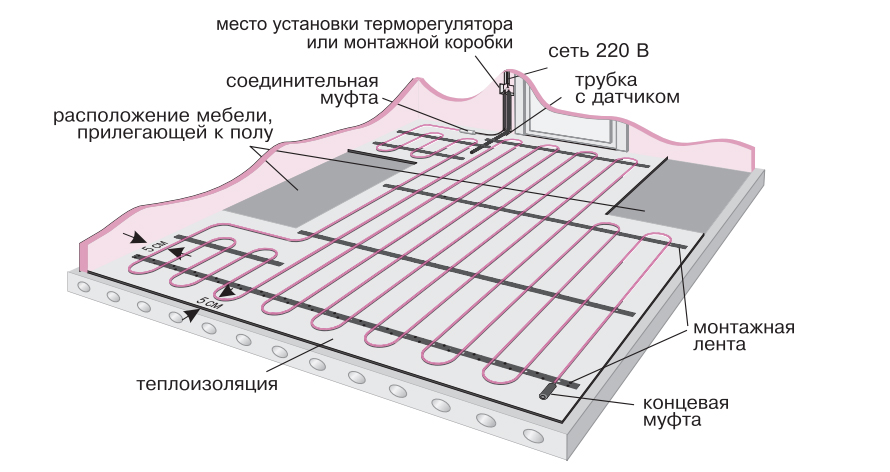 место установки терморегулятора
или монтажной коробки
сеть 220 В
соединительная
муфта
трубка
с датчиком
расположение мебели,
прилегающей к полу
5 см
5 см
монтажная
лента
теплоизоляция
концевая
муфта